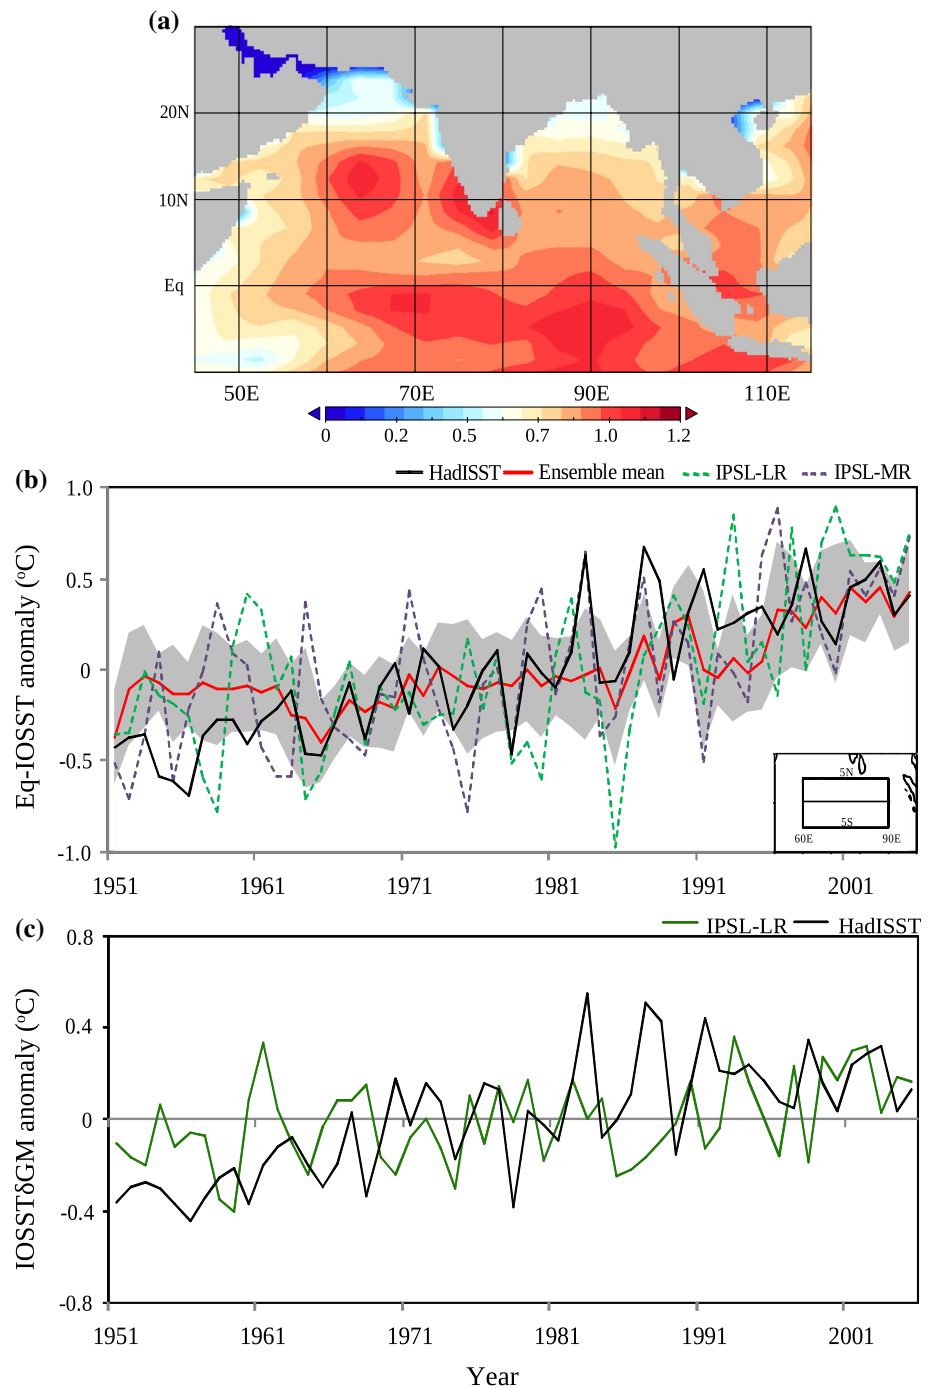 (a)
20N
10N
Eq
50E 70E 90E 110E
0 0.2 0.5 0.7 1.0 1.2
(b)
HadISST Ensemble mean IPSL-LR IPSL-MR
Eq-IOSST anomaly (°C)
1.0
0.5
0
-0.5
-1.0
5N
5S
60E 90E
1951 1961 1971 1981 1991 2001
(c)
IPSL-LR HadISST
IOSSTδGM anomaly (°C)
0.8
0.4
0
-0.4
-0.8
1951 1961 1971 1981 1991 2001
Year